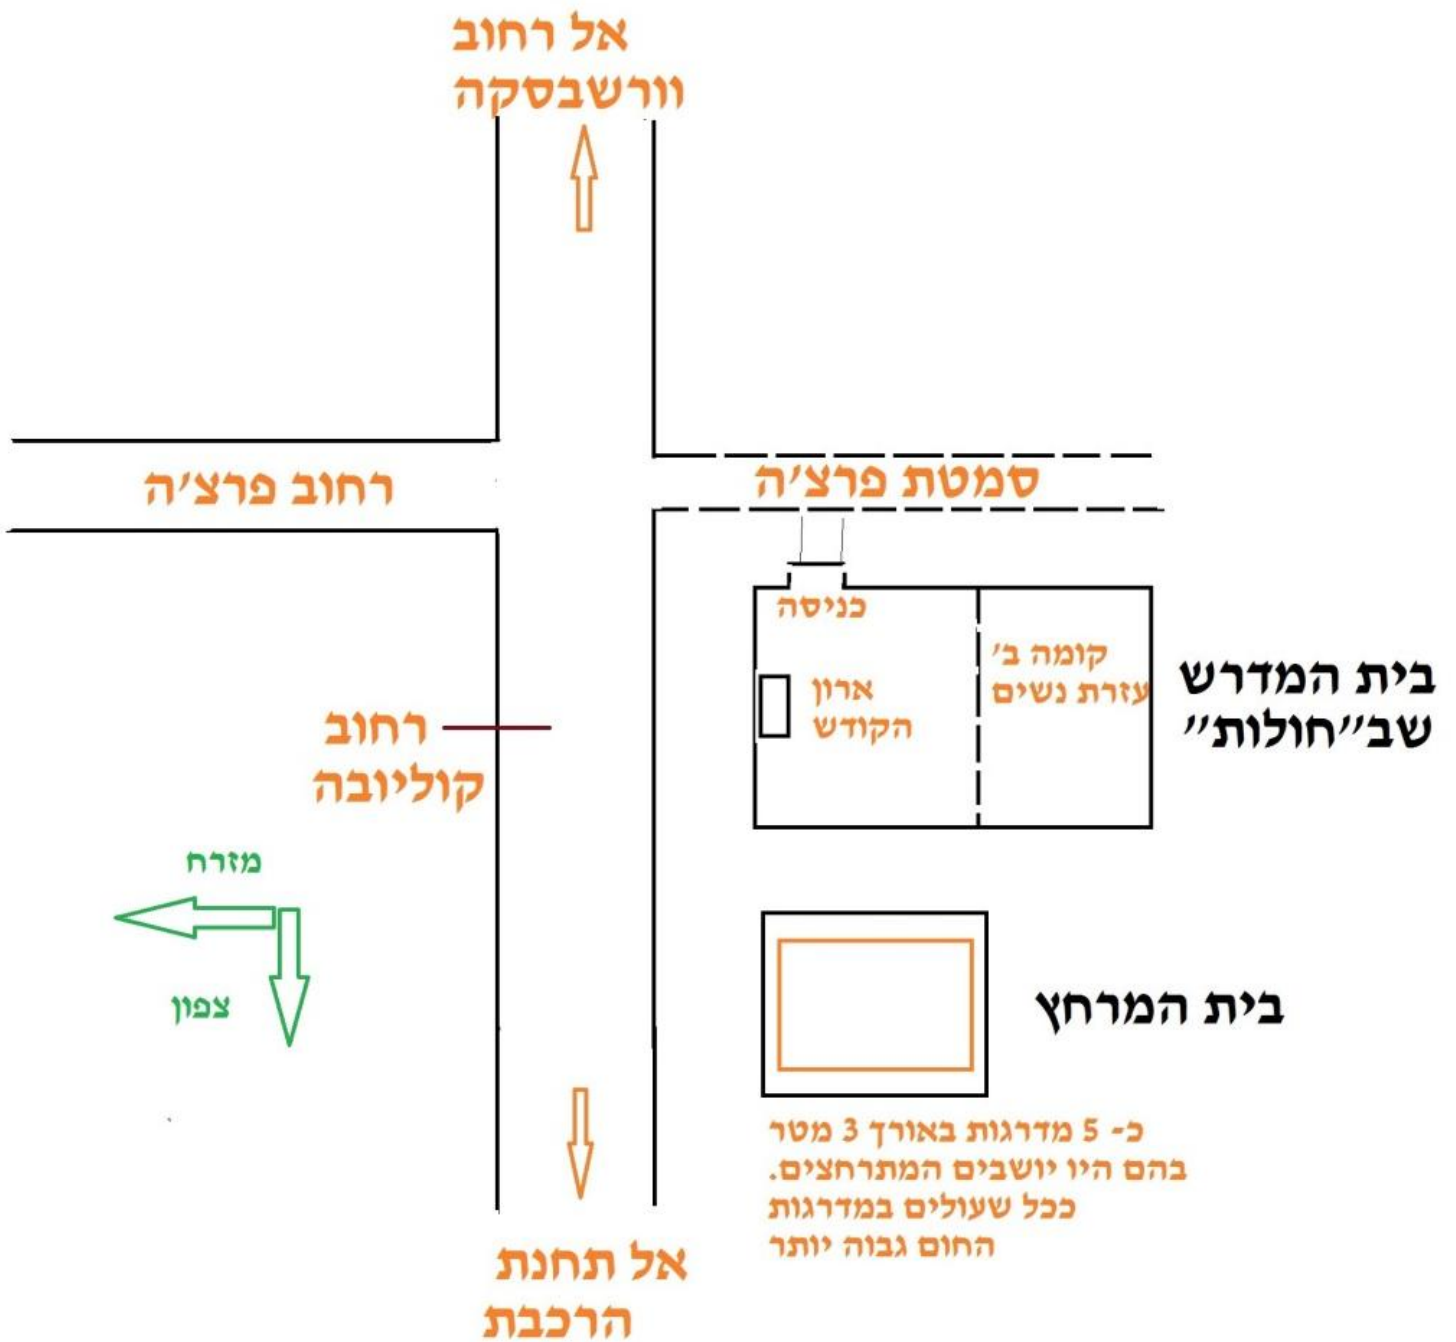 אל רחוב
וורשבסקה
רחוב פרצ'ה
סמטת פרצ'ה
כניסה
קומה ב'
עזרת נשים
ארון
הקודש
בית המדרש
שב"חולות"
רחוב
קוליובה
מזרח
צפון
בית המרחץ
כ- 5 מדרגות באורך 3 מטר
בהם היו יושבים המתרחצים.
ככל שעולים במדרגות
החום גבוה יותר
אל תחנת
הרכבת